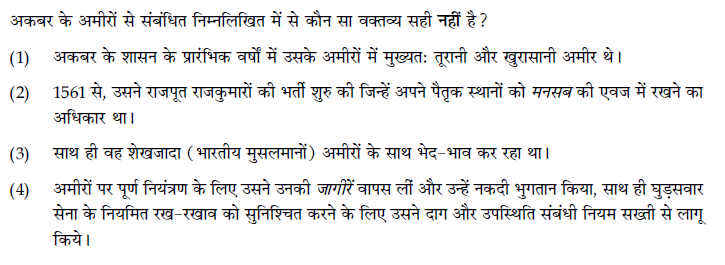 अकबर के अमीरों से संबंधित निम्नलिखित में से कौन सा वक्तव्य सही नहीं है ?
(1) अकबर के शासन के प्रारंभिक वर्षों में उसके अमीरों में मुख्यत: तूरानी और खुरासानी अमीर थे।
(2) 1561 से, उसने राजपूत राजकुमारों की भर्ती शुरु की जिन्हें अपने पैतृक स्थानों को मनसब की एवज में रखने का
अधिकार था।
(3) साथ ही वह शेखजादा (भारतीय मुसलमानों) अमीरों के साथ भेद-भाव कर रहा था।
(4) अमीरों पर पूर्ण नियंत्रण के लिए उसने उनकी जागीरें वापस लीं और उन्हें नकदी भुगतान किया, साथ ही घुड़सवार
सेना के नियमित रख-रखाव को सुनिश्चित करने के लिए उसने दाग और उपस्थिति संबंधी नियम सख्ती से लागू
किये।